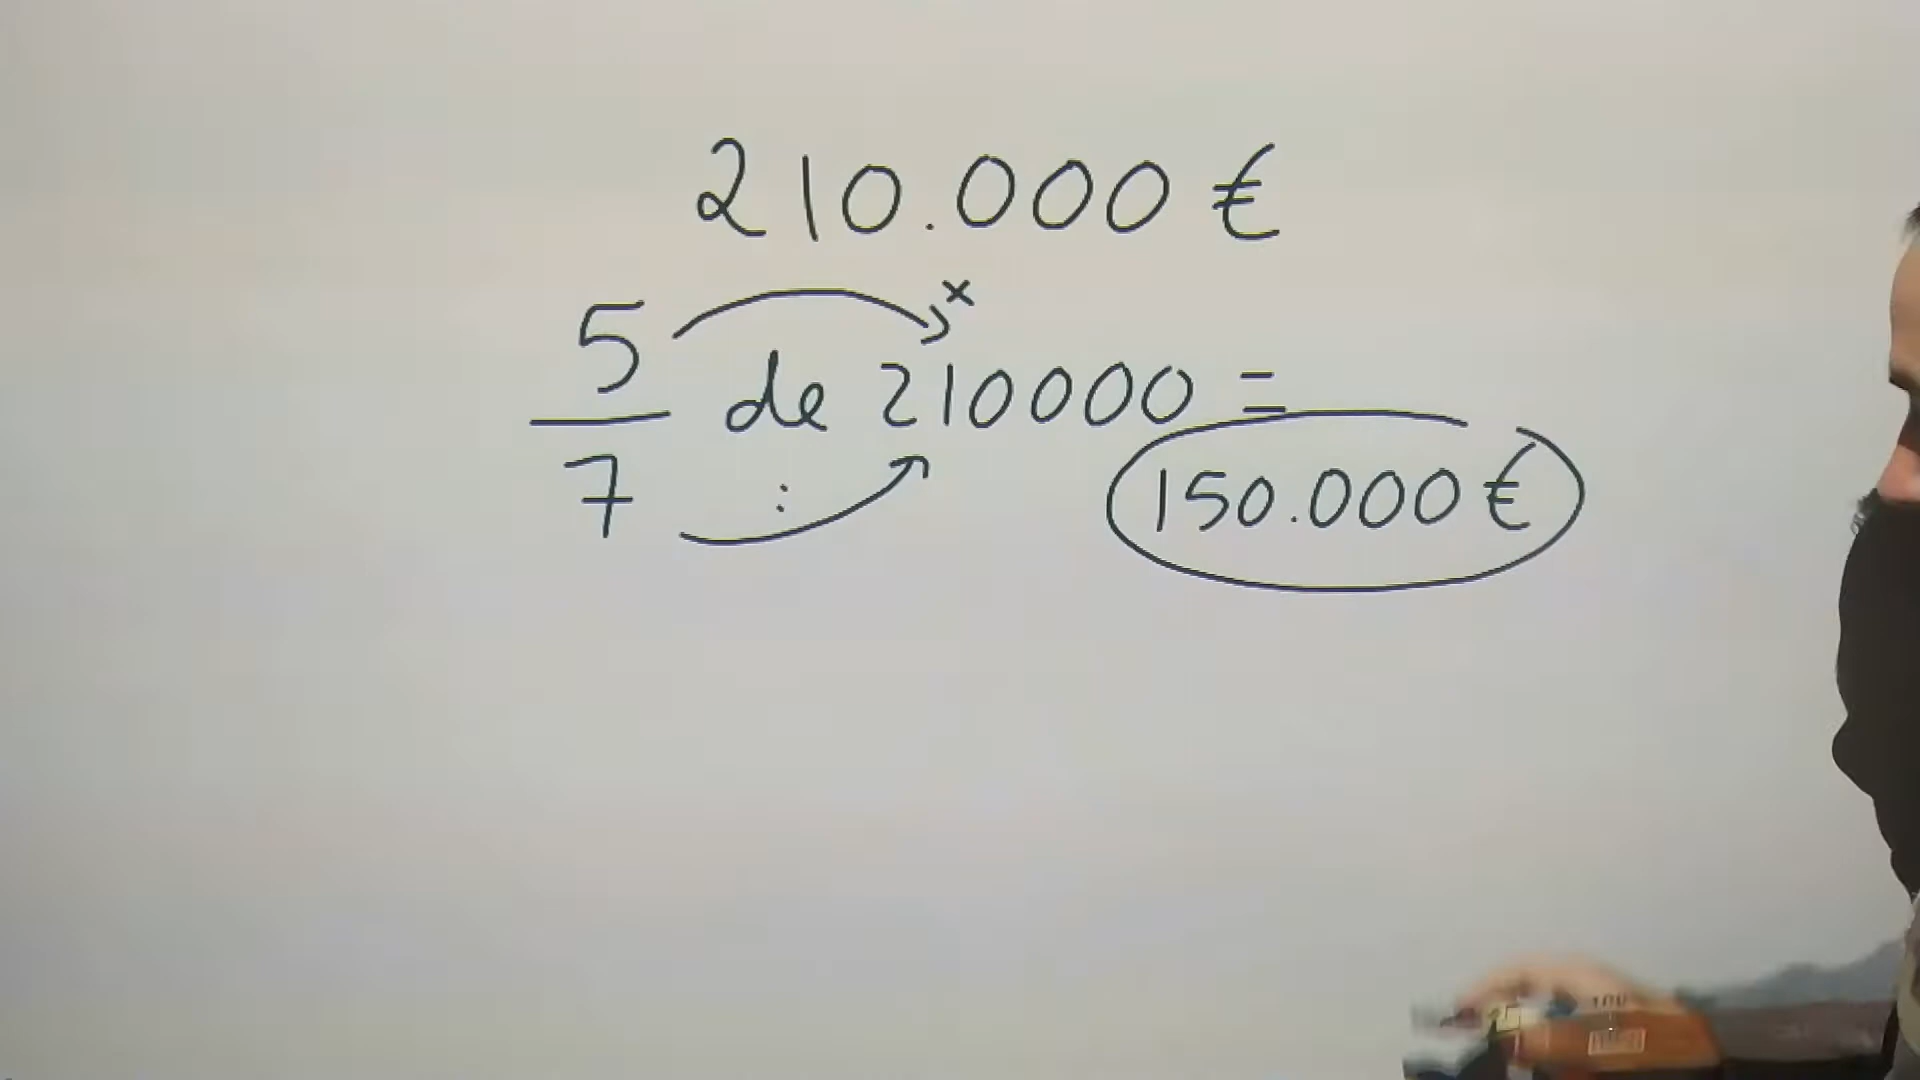 210.000 €
5/7 de 210000 =
x
:
150.000 €